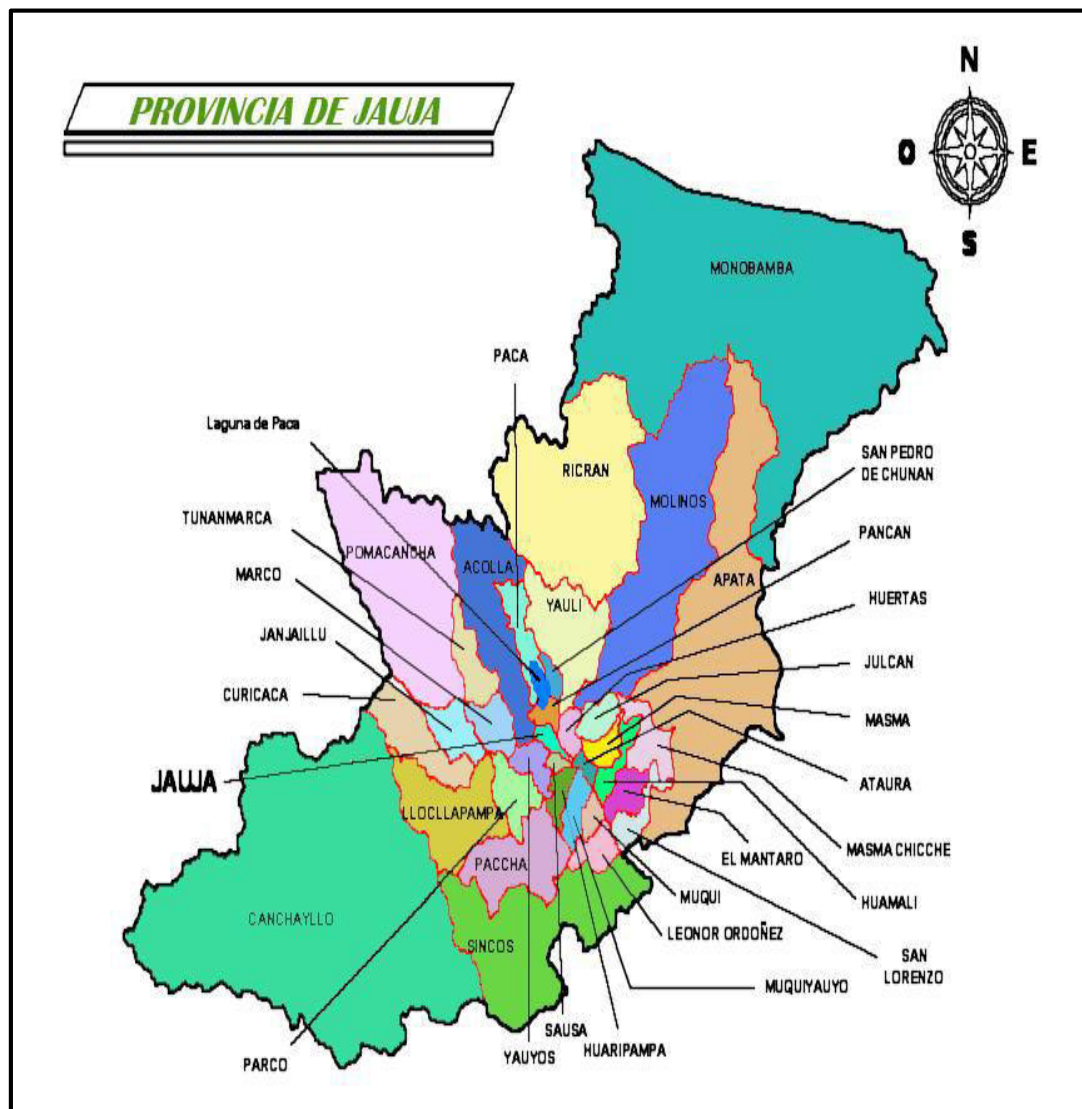 PROVINCIA DE JAUJA
N
O
E
S
MONOBAMBA
PACA
Laguna de Paca
RICRAN
SAN PEDRO
DE CHUNAN
MOLINOS
TUNANMARCA
PANCAN
POMACANCHA
ACOLLA
MARCO
APATA
YAULI
HUERTAS
JANJAILLU
JULCAN
CURICACA
MASMA
JAUJA
ATAURA
LLOCLLAPAMPA
MASMA CHICCHE
EL MANTARO
PACCHA
MUQUI
HUAMALI
CANCHAYLLO
LEONOR ORDOÑEZ
SINCOS
SAN
LORENZO
MUQUIYAUYO
SAUSA
HUARIPAMPA
YAUYOS
PARCO